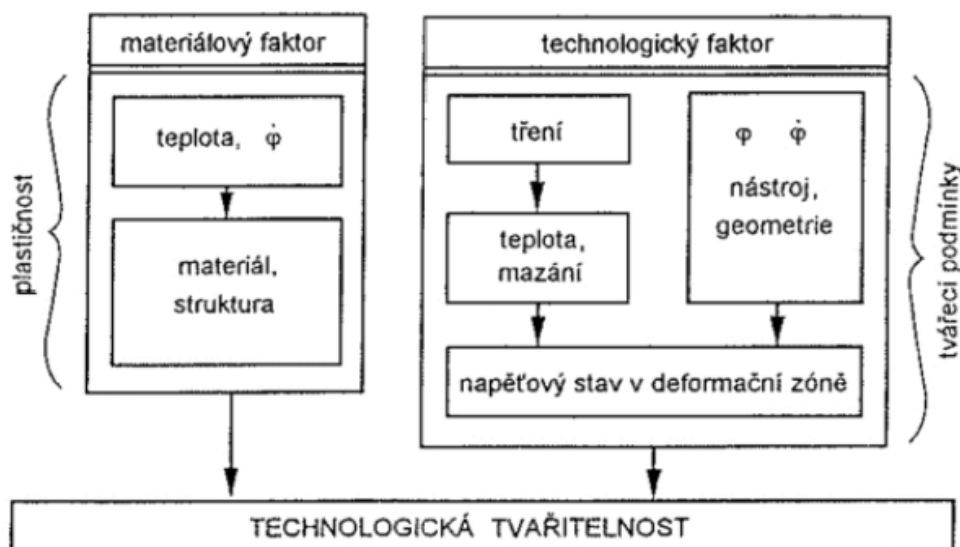 materiálový faktor
technologický faktor
plastičnost
teplota, φ̇
materiál,
struktura
tření
teplota,
mazání
φ φ̇
nástroj,
geometrie
napěťový stav v deformační zóně
tvářecí podmínky
TECHNOLOGICKÁ TVAŘITELNOST